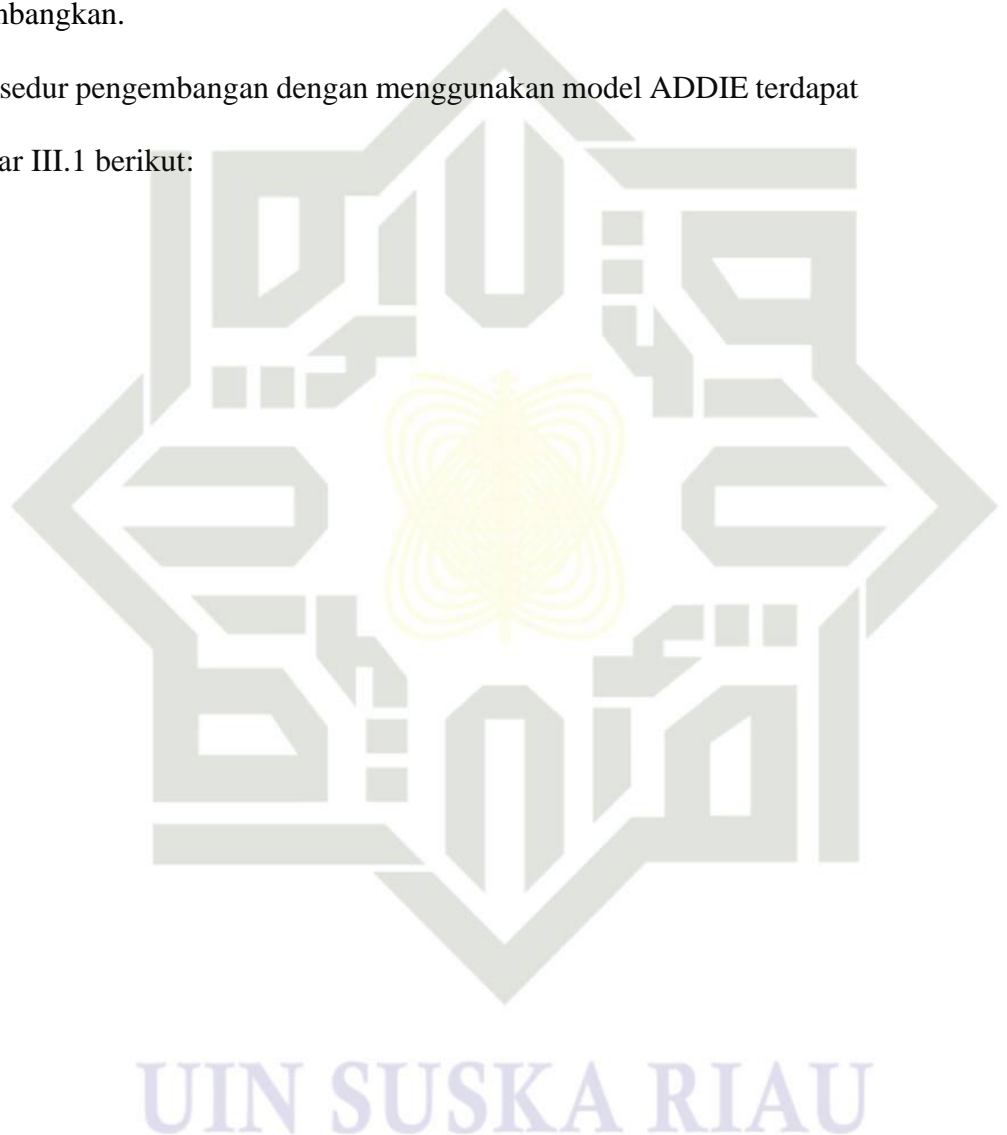 mbangkan.
sedur pengembangan dengan menggunakan model ADDIE terdapat
ar III.1 berikut:
UIN SUSKA RIAU